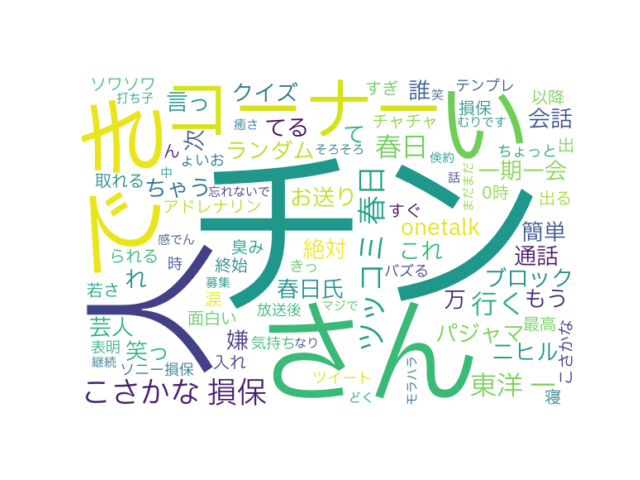 ソワソワ
打ち子
言っ
コーナー
クイズ
すぎ
誰
笑
テンプレ
以降
損保
むりです
会話
癒さ
てる
て
チャチャ
でき
い
次
ん
ょいお
ランダム
そろそろ
春日
倹約
ちょっと
出
取れる
中
ちゃう
忘れないで
チン
お送り
春日
一期一会
話
まだまだ
アドレナリン
すぐ
0時
出る
感でん
臭み
絶対
ツッコミ
これ
onetalk
簡単
られる
時
終始
きっ
バズる
通話
れ
人
さん
若さ
涙
募集
春日氏
万
行く
もう
ブロック
芸人
面白い
放送後
マジで
パジャマ
最高
こさかな
表明
笑っ
嫌
気持ち
なり
ニヒル
継続
ソニー損保
入れ
ツイート
モラハラ
東洋一
こさかな
損保
どく
寝